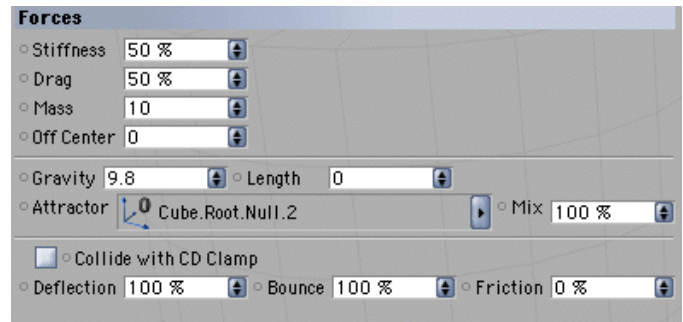 Forces
Stiffness 50 %
Drag 50 %
Mass 10
Off Center 0
Gravity 9.8 Length 0
Attractor 0 Cube.Root.Null.2 Mix 100 %
Collide with CD Clamp
Deflection 100 % Bounce 100 % Friction 0 %